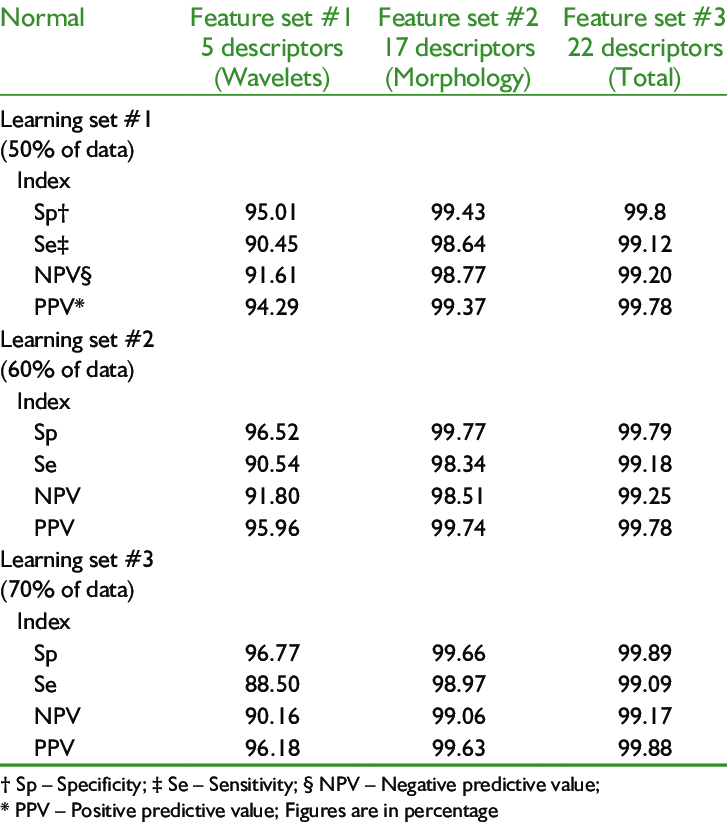 Normal Feature set #1 Feature set #2 Feature set #3
5 descriptors 17 descriptors 22 descriptors
(Wavelets) (Morphology) (Total)
Learning set #1
(50% of data)
Index
Sp† 95.01 99.43 99.8
Se‡ 90.45 98.64 99.12
NPV§ 91.61 98.77 99.20
PPV* 94.29 99.37 99.78
Learning set #2
(60% of data)
Index
Sp 96.52 99.77 99.79
Se 90.54 98.34 99.18
NPV 91.80 98.51 99.25
PPV 95.96 99.74 99.78
Learning set #3
(70% of data)
Index
Sp 96.77 99.66 99.89
Se 88.50 98.97 99.09
NPV 90.16 99.06 99.17
PPV 96.18 99.63 99.88
† Sp – Specificity; ‡ Se – Sensitivity; § NPV – Negative predictive value;
* PPV – Positive predictive value; Figures are in percentage